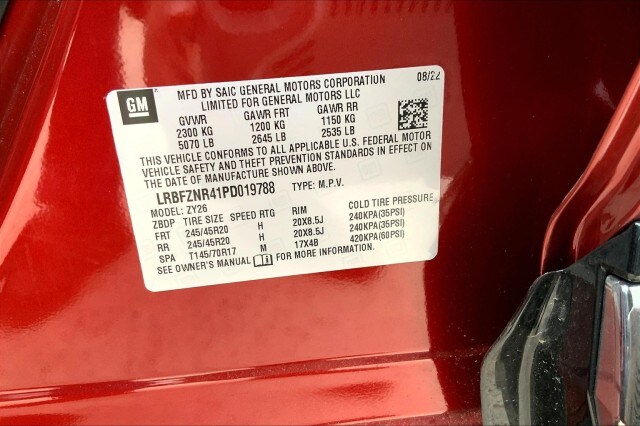 GM
MFD BY SAIC GENERAL MOTORS CORPORATION 08/22
LIMITED FOR GENERAL MOTORS LLC
GVWR GAWR FRT GAWR RR
2300 KG 1200 KG 1150 KG
5070 LB 2645 LB 2535 LB
THIS VEHICLE CONFORMS TO ALL APPLICABLE U.S. FEDERAL MOTOR
VEHICLE SAFETY AND THEFT PREVENTION STANDARDS IN EFFECT ON
THE DATE OF MANUFACTURE SHOWN ABOVE.
LRBFZNR41PD019788 TYPE: M.P.V.
MODEL: ZY26
ZBDP TIRE SIZE SPEED RTG RIM
FRT 245/45R20 H 20X8.5J 240KPA(35PSI)
RR 245/45R20 H 20X8.5J 240KPA(35PSI)
SPA T145/70R17 M 17X4B 420KPA(60PSI)
SEE OWNER'S MANUAL FOR MORE INFORMATION.